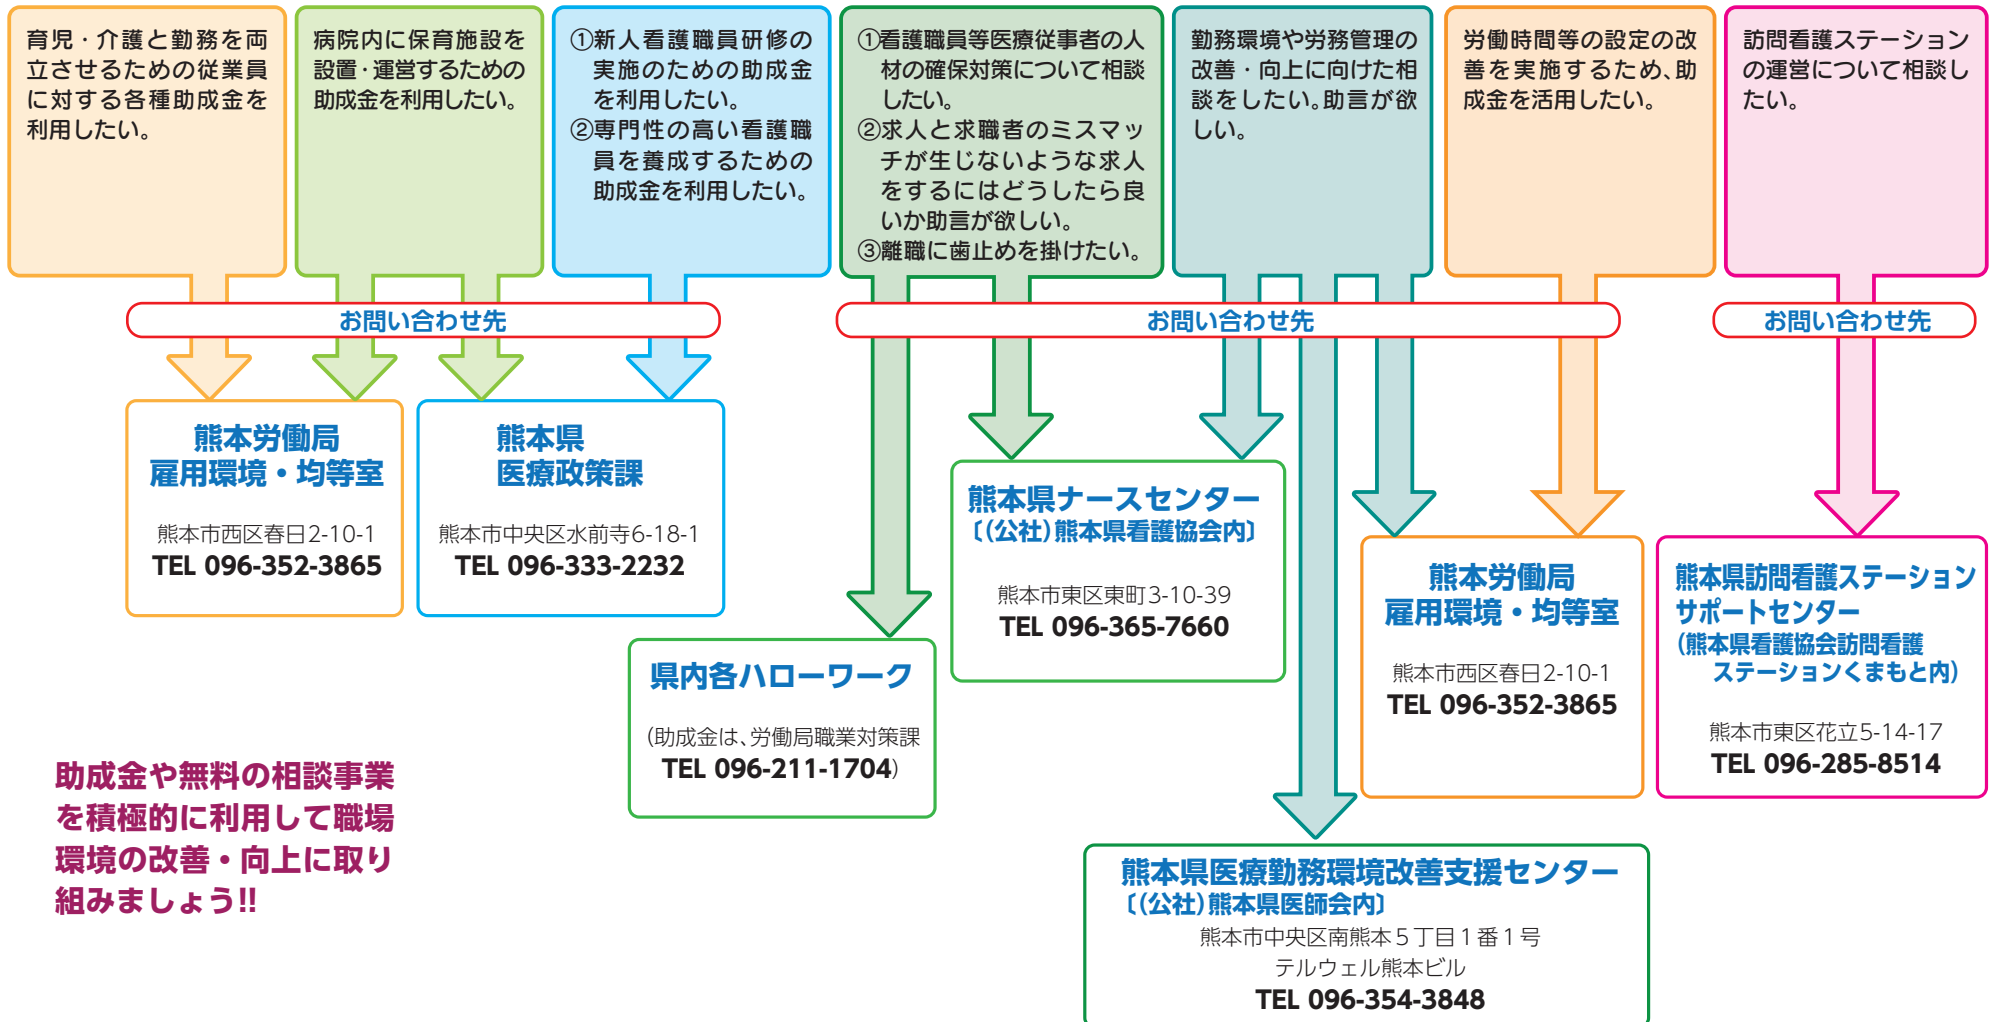 育児・介護と勤務を両
立させるための従業員
に対する各種助成金を
利用したい。
病院内に保育施設を
設置・運営するための
助成金を利用したい。
①新人看護職員研修の
実施のための助成金
を利用したい。
②専門性の高い看護職
員を養成するための
助成金を利用したい。
①看護職員等医療従事者の人
材の確保対策について相談
したい。
②求人と求職者のミスマッ
チが生じないような求人
をするにはどうしたら良
いか助言が欲しい。
③離職に歯止めを掛けたい。
勤務環境や労務管理の
改善・向上に向けた相
談をしたい。助言が欲
しい。
労働時間等の設定の改
善を実施するため、助
成金を活用したい。
訪問看護ステーション
の運営について相談し
たい。
お問い合わせ先
お問い合わせ先
お問い合わせ先
熊本労働局
雇用環境・均等室
熊本市西区春日2-10-1
TEL 096-352-3865
熊本県
医療政策課
熊本市中央区水前寺6-18-1
TEL 096-333-2232
県内各ハローワーク
(助成金は、労働局職業対策課
TEL 096-211-1704)
熊本県ナースセンター
〔(公社)熊本県看護協会内〕
熊本市東区東町3-10-39
TEL 096-365-7660
熊本県医療勤務環境改善支援センター
〔(公社)熊本県医師会内〕
熊本市中央区南熊本5丁目1番1号
テルウェル熊本ビル
TEL 096-354-3848
熊本労働局
雇用環境・均等室
熊本市西区春日2-10-1
TEL 096-352-3865
熊本県訪問看護ステーション
サポートセンター
(熊本県看護協会訪問看護
ステーションくまもと内)
熊本市東区花立5-14-17
TEL 096-285-8514
助成金や無料の相談事業
を積極的に利用して職場
環境の改善・向上に取り
組みましょう!!